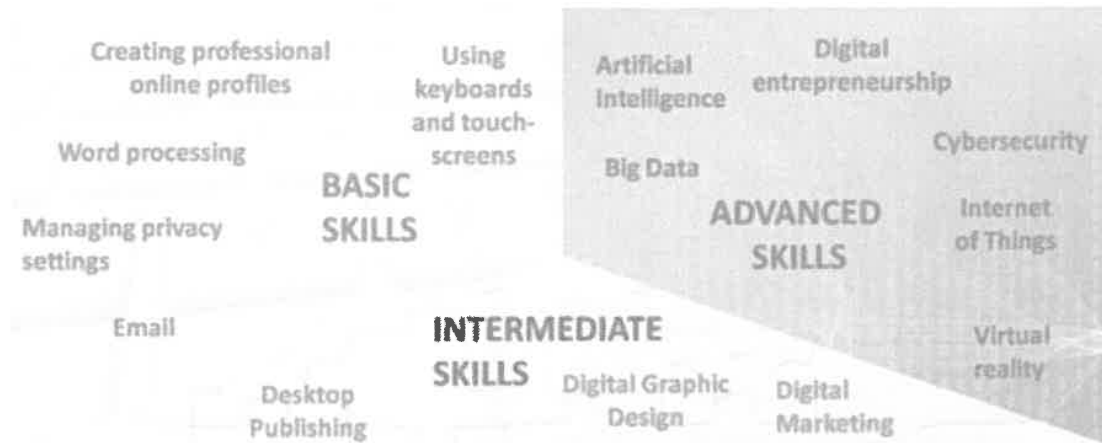 Creating professional
online profiles
Using
keyboards
and touch-
screens
Word processing
BASIC
SKILLS
Managing privacy
settings
Email
Artificial
Intelligence
Digital
entrepreneurship
Cybersecurity
Big Data
ADVANCED
SKILLS
Internet
of Things
Virtual
reality
INTERMEDIATE
SKILLS
Desktop
Publishing
Digital Graphic
Design
Digital
Marketing